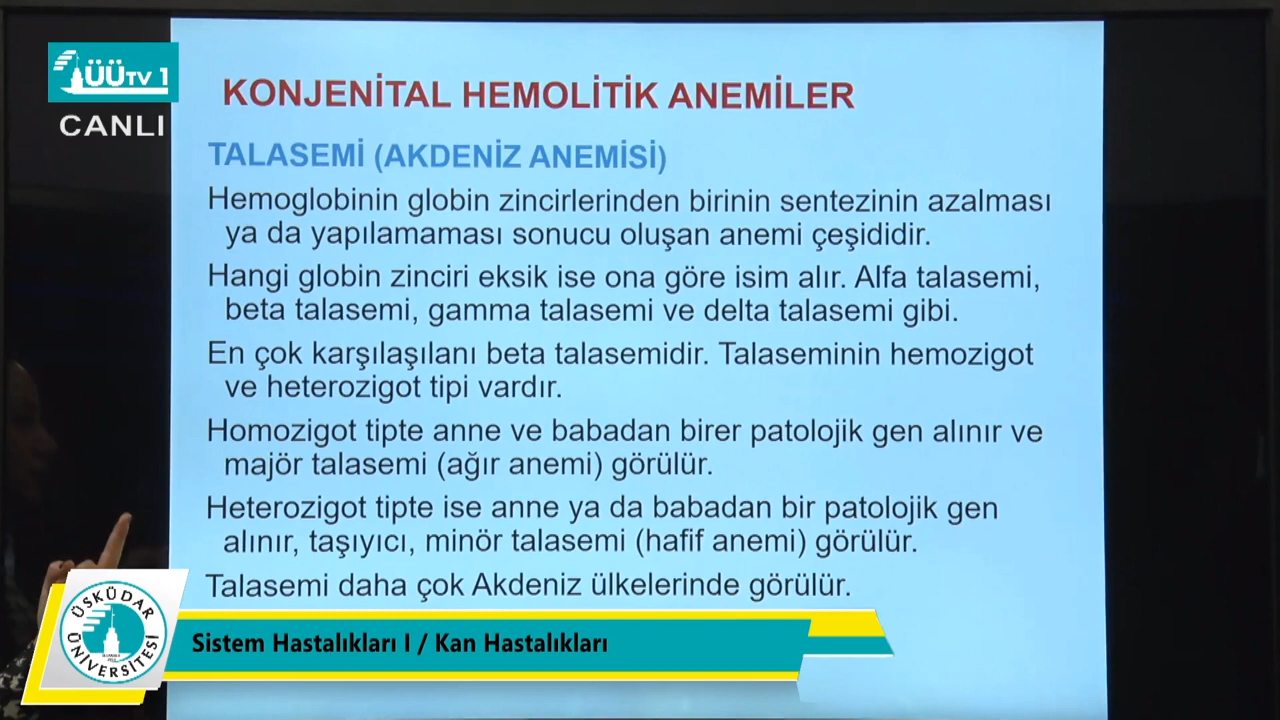 ÜÜTV 1
CANLI
KONJENİTAL HEMOLİTİK ANEMİLER
TALASEMİ (AKDENİZ ANEMİSİ)
Hemoglobinin globin zincirlerinden birinin sentezinin azalması
ya da yapılamaması sonucu oluşan anemi çeşididir.
Hangi globin zinciri eksik ise ona göre isim alır. Alfa talasemi,
beta talasemi, gamma talasemi ve delta talasemi gibi.
En çok karşılaşılanı beta talasemidir. Talaseminin hemozigot
ve heterozigot tipi vardır.
Homozigot tipte anne ve babadan birer patolojik gen alınır ve
majör talasemi (ağır anemi) görülür.
Heterozigot tipte ise anne ya da babadan bir patolojik gen
alınır, taşıyıcı, minör talasemi (hafif anemi) görülür.
Talasemi daha çok Akdeniz ülkelerinde görülür.
ÜSKÜDAR ÜNİVERSİTESİ
Sistem Hastalıkları I / Kan Hastalıkları